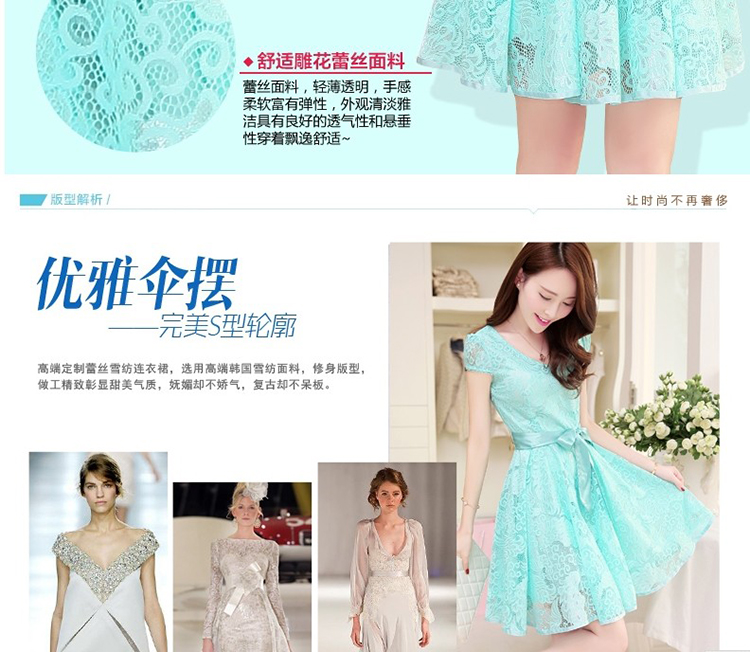 ◆舒适雕花蕾丝面料
蕾丝面料，轻薄透明，手感
柔软富有弹性，外观清淡雅
洁具有良好的透气性和悬垂
性穿着飘逸舒适~
版型解析/
让时尚不再奢侈
优雅伞摆
——完美S型轮廓
高端定制蕾丝雪纺连衣裙，选用高端韩国雪纺面料，修身版型，
做工精致彰显甜美气质，妩媚却不娇气，复古却不呆板。